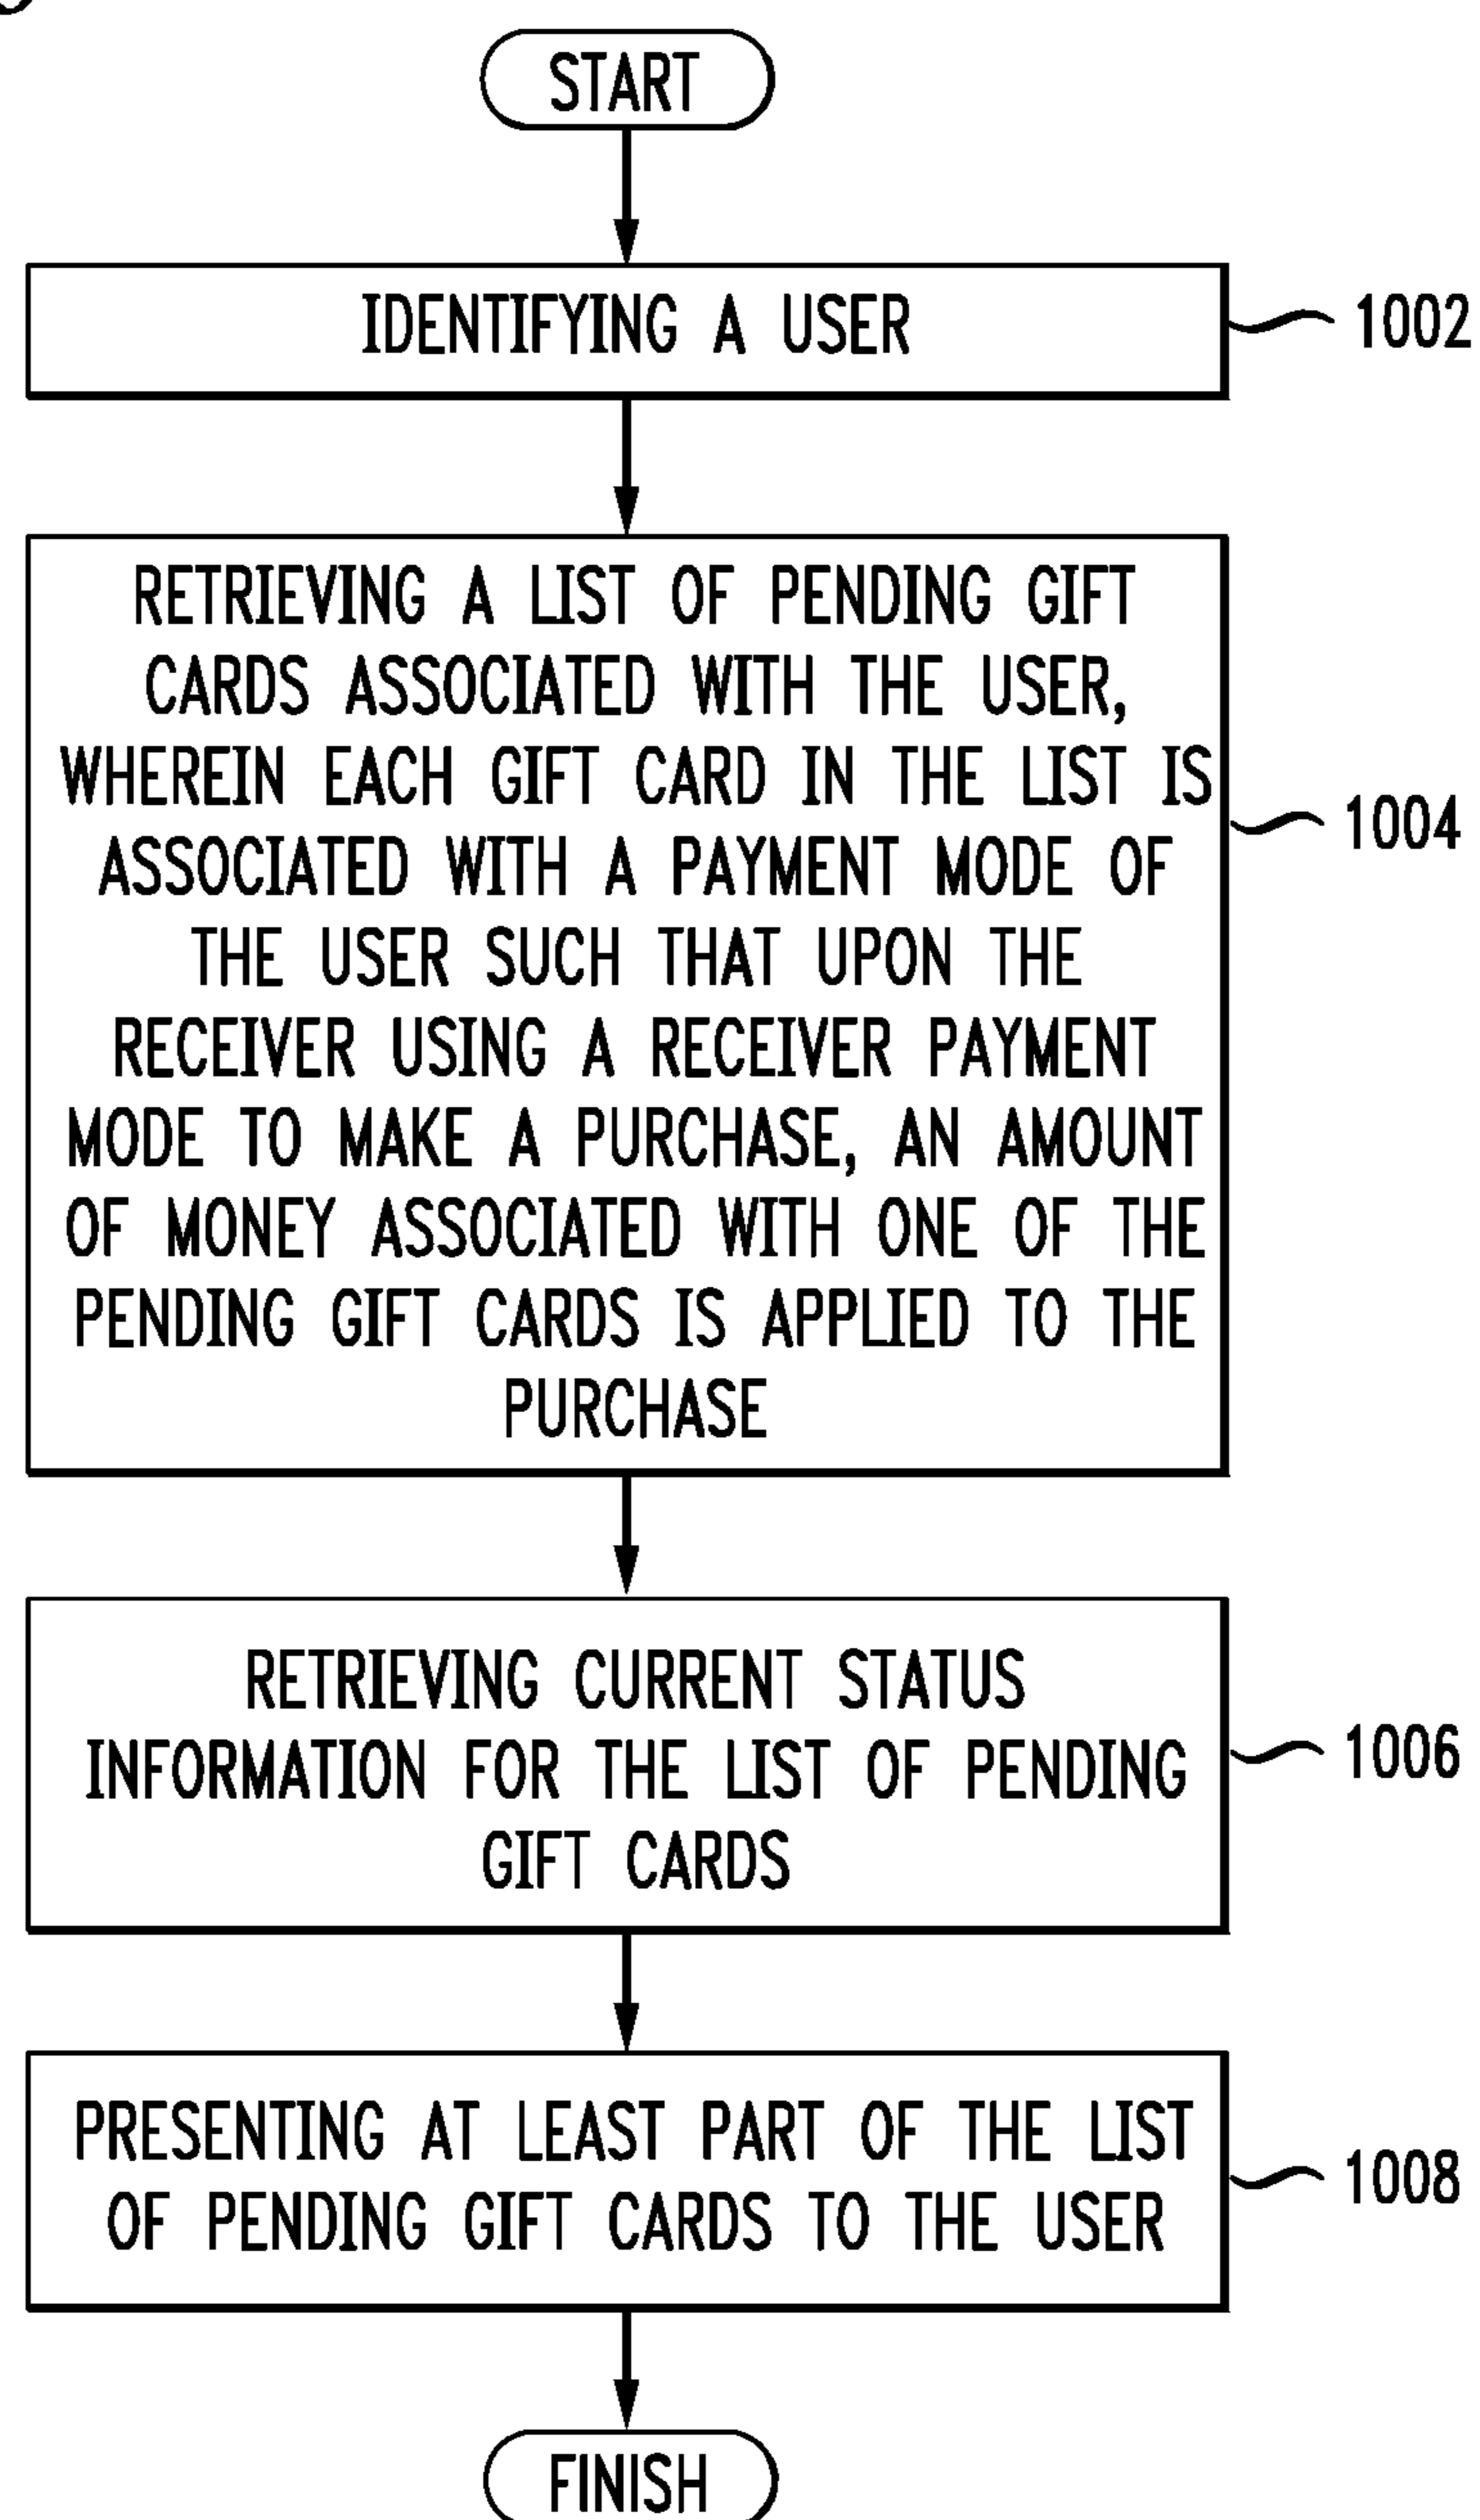 START
IDENTIFYING A USER
1002
RETRIEVING A LIST OF PENDING GIFT
CARDS ASSOCIATED WITH THE USER,
WHEREIN EACH GIFT CARD IN THE LIST IS
ASSOCIATED WITH A PAYMENT MODE OF
THE USER SUCH THAT UPON THE
RECEIVER USING A RECEIVER PAYMENT
MODE TO MAKE A PURCHASE, AN AMOUNT
OF MONEY ASSOCIATED WITH ONE OF THE
PENDING GIFT CARDS IS APPLIED TO THE
PURCHASE
1004
RETRIEVING CURRENT STATUS
INFORMATION FOR THE LIST OF PENDING
GIFT CARDS
1006
PRESENTING AT LEAST PART OF THE LIST
OF PENDING GIFT CARDS TO THE USER
1008
FINISH